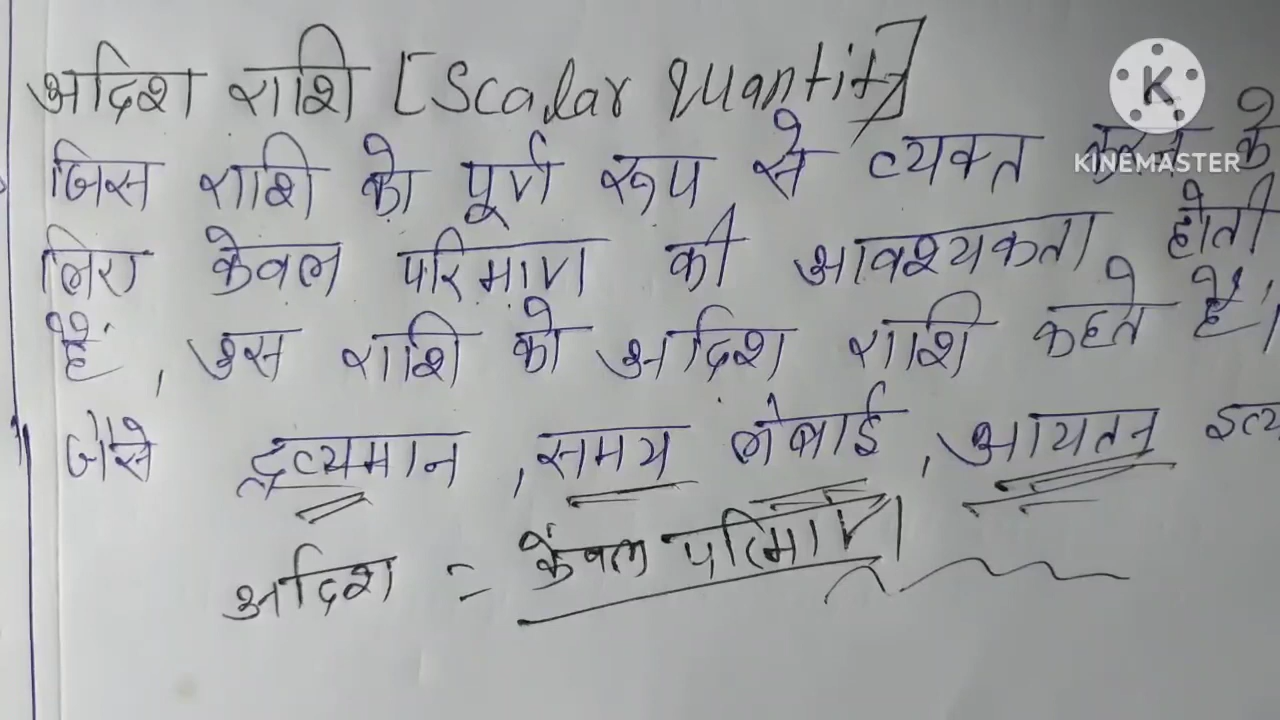 अदिश राशि [Scalar quantity]
जिस राशि को पूर्ण रूप से व्यक्त करने के
लिए केवल परिमाण की आवश्यकता होती
हैं, उस राशि को अदिश राशि कहते हैं।
जैसे द्रव्यमान, समय लंबाई, आयतन इत्य
अदिश = केवल परिमाण
K
KINEMASTER